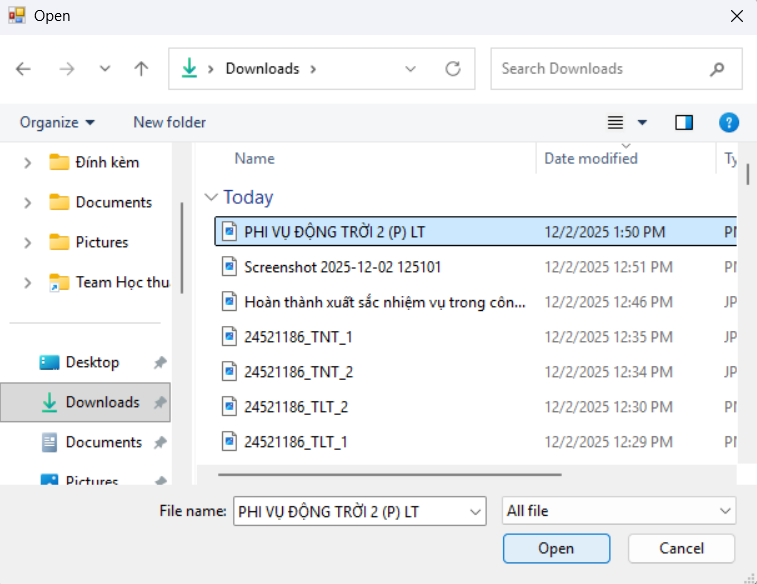 Open
Downloads
Search Downloads
Organize
New folder
?
Đính kèm
Documents
Pictures
Team Học thu
Desktop
Downloads
Documents
Pictures
Name Date modified Ty
Today
PHI VỤ ĐỘNG TRỜI 2 (P) LT 12/2/2025 1:50 PM PN
Screenshot 2025-12-02 125101 12/2/2025 12:51 PM PN
Hoàn thành xuất sắc nhiệm vụ trong côn... 12/2/2025 12:46 PM JP
24521186_TNT_1 12/2/2025 12:35 PM JP
24521186_TNT_2 12/2/2025 12:34 PM JP
24521186_TLT_2 12/2/2025 12:30 PM PN
24521186_TLT_1 12/2/2025 12:29 PM PN
File name: PHI VỤ ĐỘNG TRỜI 2 (P) LT All file
Open Cancel